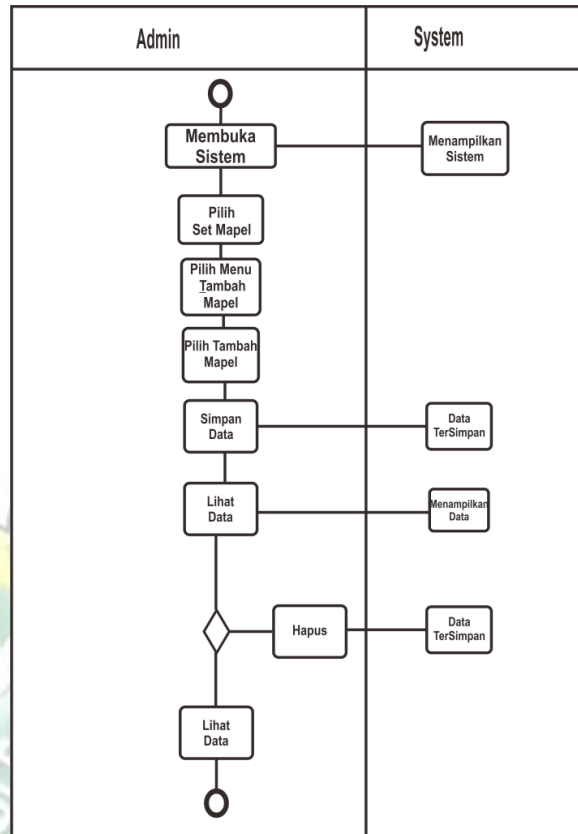 Admin
System
Membuka
Sistem
Menampilkan
Sistem
Pilih
Set Mapel
Pilih Menu
Tambah
Mapel
Pilih Tambah
Mapel
Simpan
Data
Data
TerSimpan
Lihat
Data
Menampilkan
Data
Hapus
Data
TerSimpan
Lihat
Data